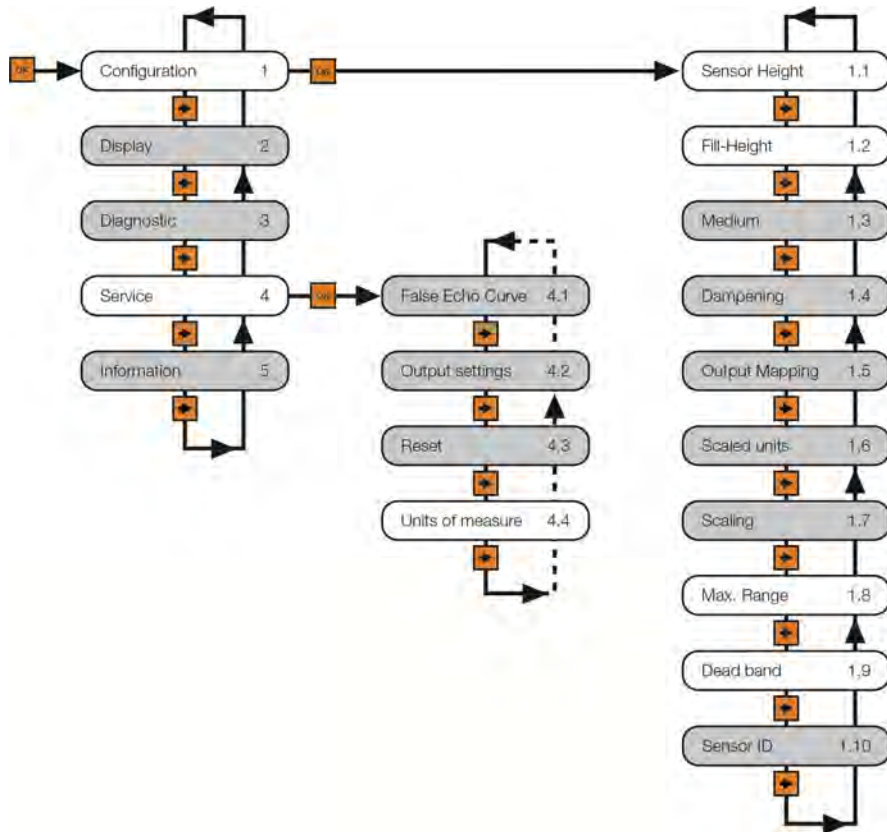 OK
Configuration 1
OK
Display 2
Diagnostic 3
Service 4
OK
Information 5
False Echo Curve 4.1
Output settings 4.2
Reset 4.3
Units of measure 4.4
Sensor Height 1.1
Fill-Height 1.2
Medium 1.3
Dampening 1.4
Output Mapping 1.5
Scaled units 1.6
Scaling 1.7
Max. Range 1.8
Dead band 1.9
Sensor ID 1.10